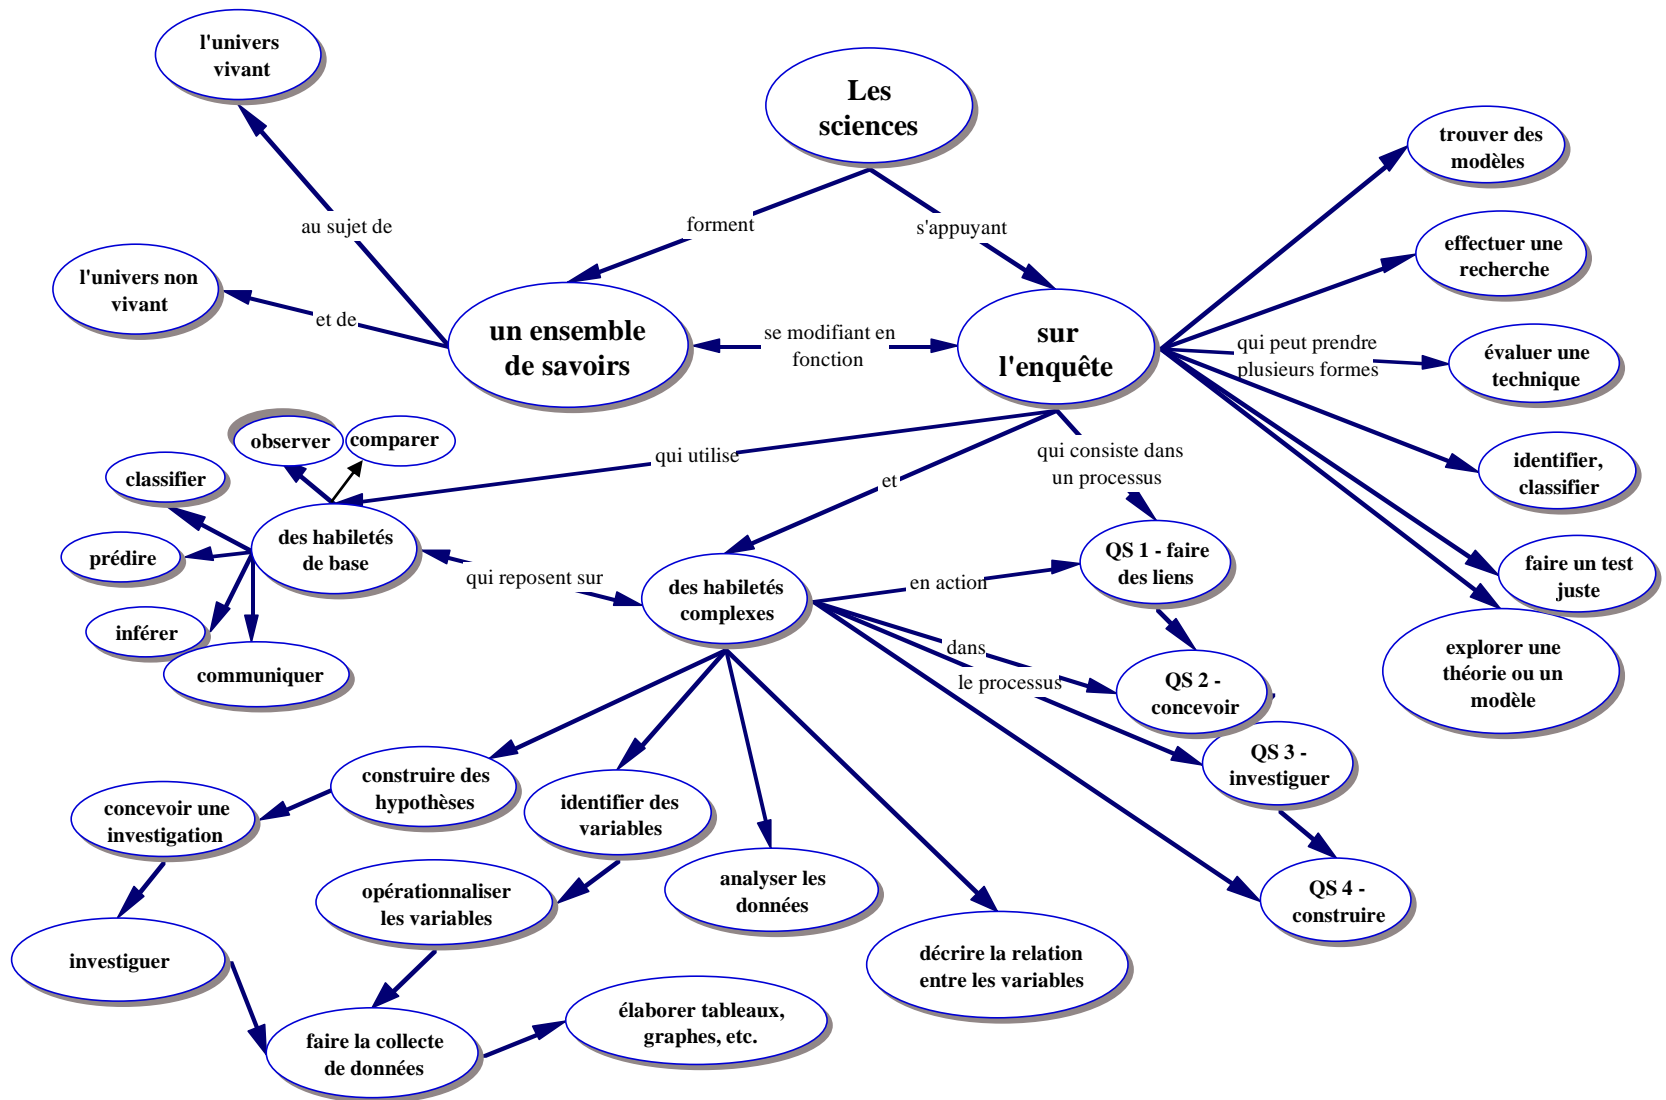 l'univers
vivant
Les
sciences
trouver des
modèles
au sujet de
forment
s'appuyant
l'univers non
vivant
et de
effectuer une
recherche
un ensemble
de savoirs
se modifiant en
fonction
sur
l'enquête
qui peut prendre
plusieurs formes
évaluer une
technique
observer
comparer
classifier
qui utilise
et
qui consiste dans
un processus
identifier,
classifier
prédire
des habiletés
de base
inférer
communiquer
qui reposent sur
des habiletés
complexes
en action
QS 1 - faire
des liens
faire un test
juste
dans
le processus
QS 2 -
concevoir
explorer une
théorie ou un
modèle
QS 3 -
investiguer
construire des
hypothèses
identifier des
variables
concevoir une
investigation
opérationnaliser
les variables
analyser les
données
QS 4 -
construire
investiguer
décrire la relation
entre les variables
faire la collecte
de données
élaborer tableaux,
graphes, etc.